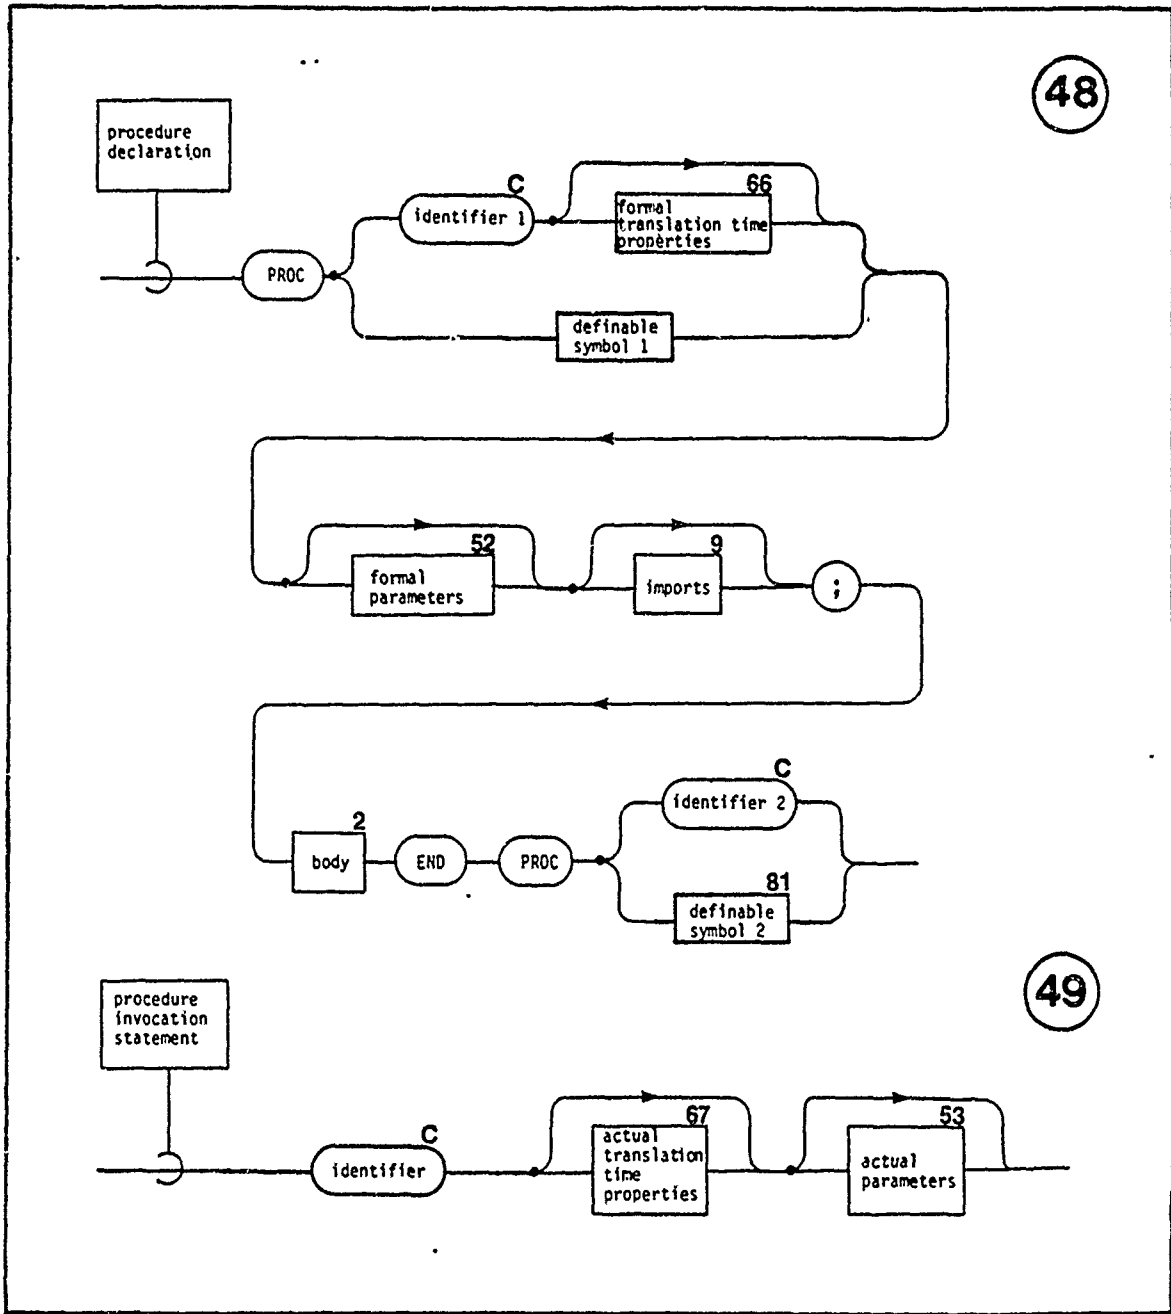 48
procedure
declaration
C
66
identifier 1
formal
translation time
properties
PROC
definable
symbol 1
52
9
formal
parameters
imports
;
C
identifier 2
2
body
END
PROC
81
definable
symbol 2
49
procedure
invocation
statement
C
67
53
identifier
actual
translation
time
properties
actual
parameters